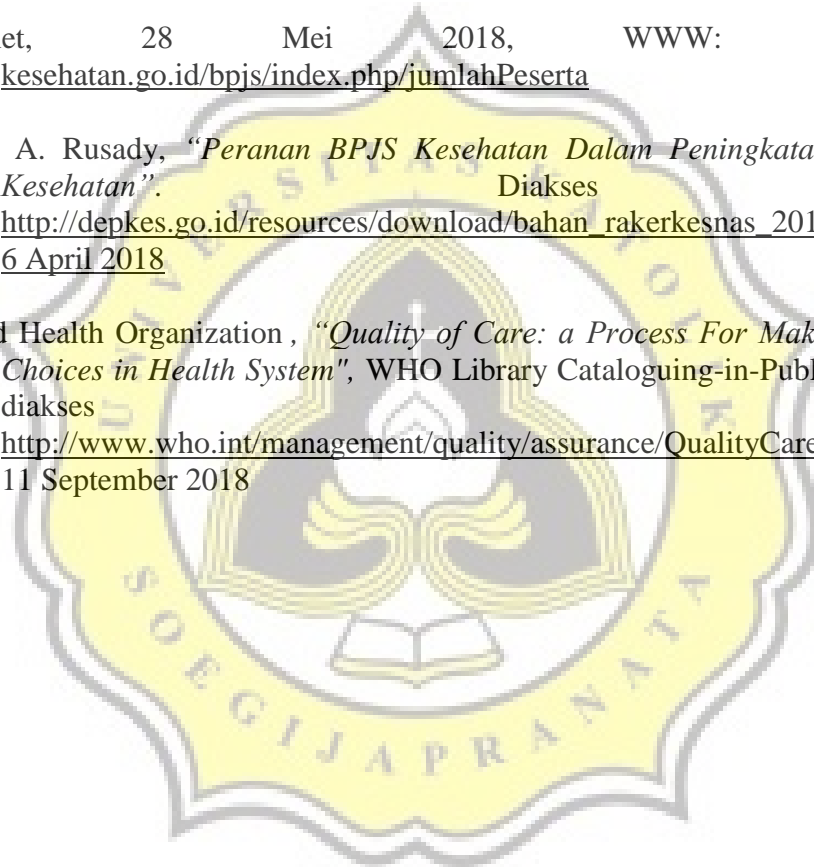 et, 28 Mei 2018, WWW:
kesehatan.go.id/bpjs/index.php/jumlahPeserta
A. Rusady, “Peranan BPJS Kesehatan Dalam Peningkata
Kesehatan”. Diakses
http://depkes.go.id/resources/download/bahan_rakerkesnas_201
6 April 2018
d Health Organization , “Quality of Care: a Process For Mak
Choices in Health System", WHO Library Cataloguing-in-Publ
diakses
http://www.who.int/management/quality/assurance/QualityCare
11 September 2018
UNIVERSITAS KATOLIK
SOEGIJAPRANATA